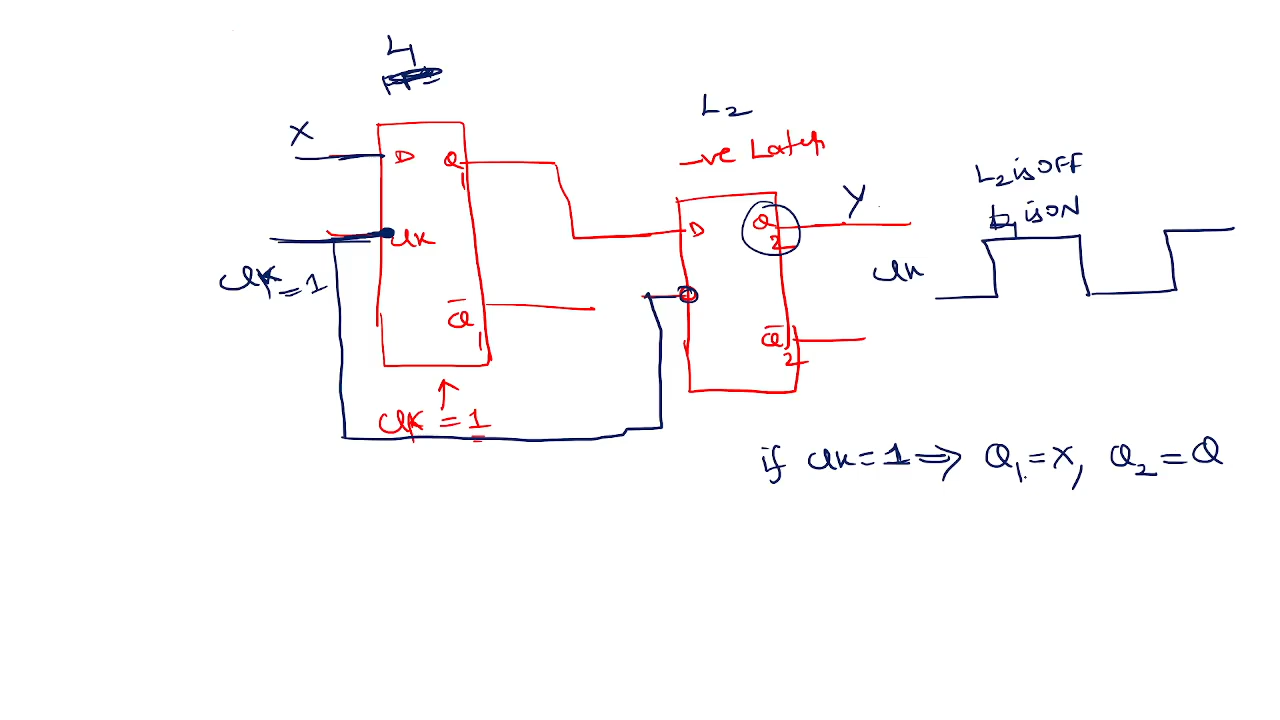 L1
L2
-ve Latch
X
D Q1
Clk
Clk = 1
Q̅1
Clk = 1
D Q2
Y
Q̅2
L2 is OFF
L1 is ON
Clk
if Clk = 1 ⇒ Q1 = X, Q2 = Q